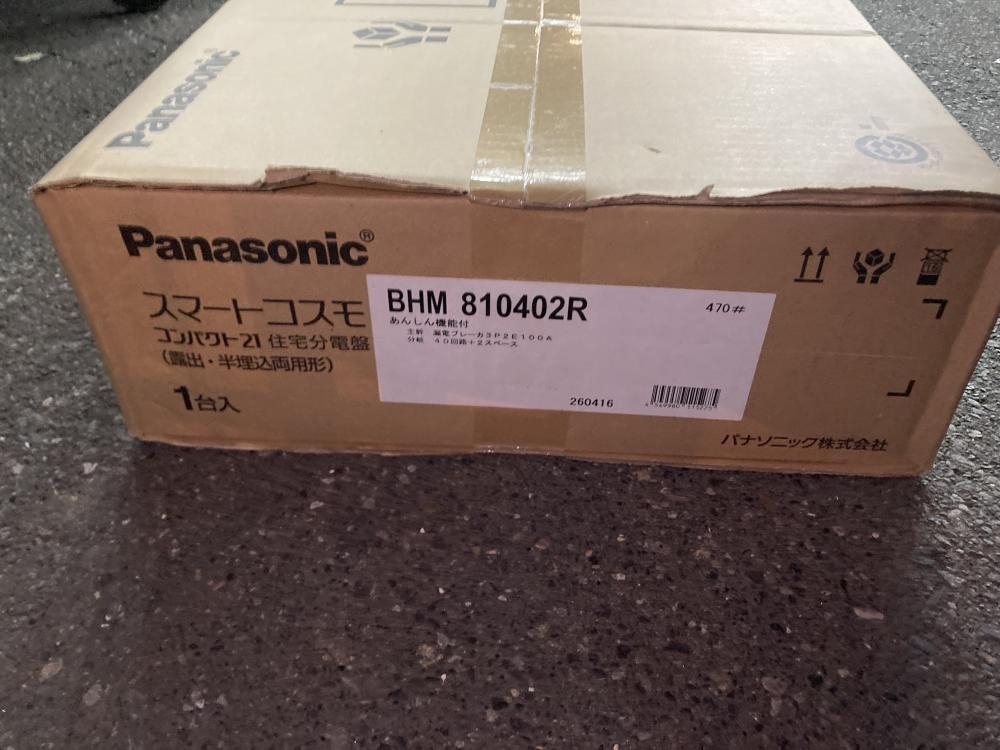 Panasonic
Panasonic®
スマートコスモ
コンパクト21 住宅分電盤
(露出・半埋込両用形)
1台入
BHM 810402R
470#
あんしん機能付
主幹 漏電ブレーカ3P2E100A
分岐 40回路+2スペース
260416
パナソニック株式会社